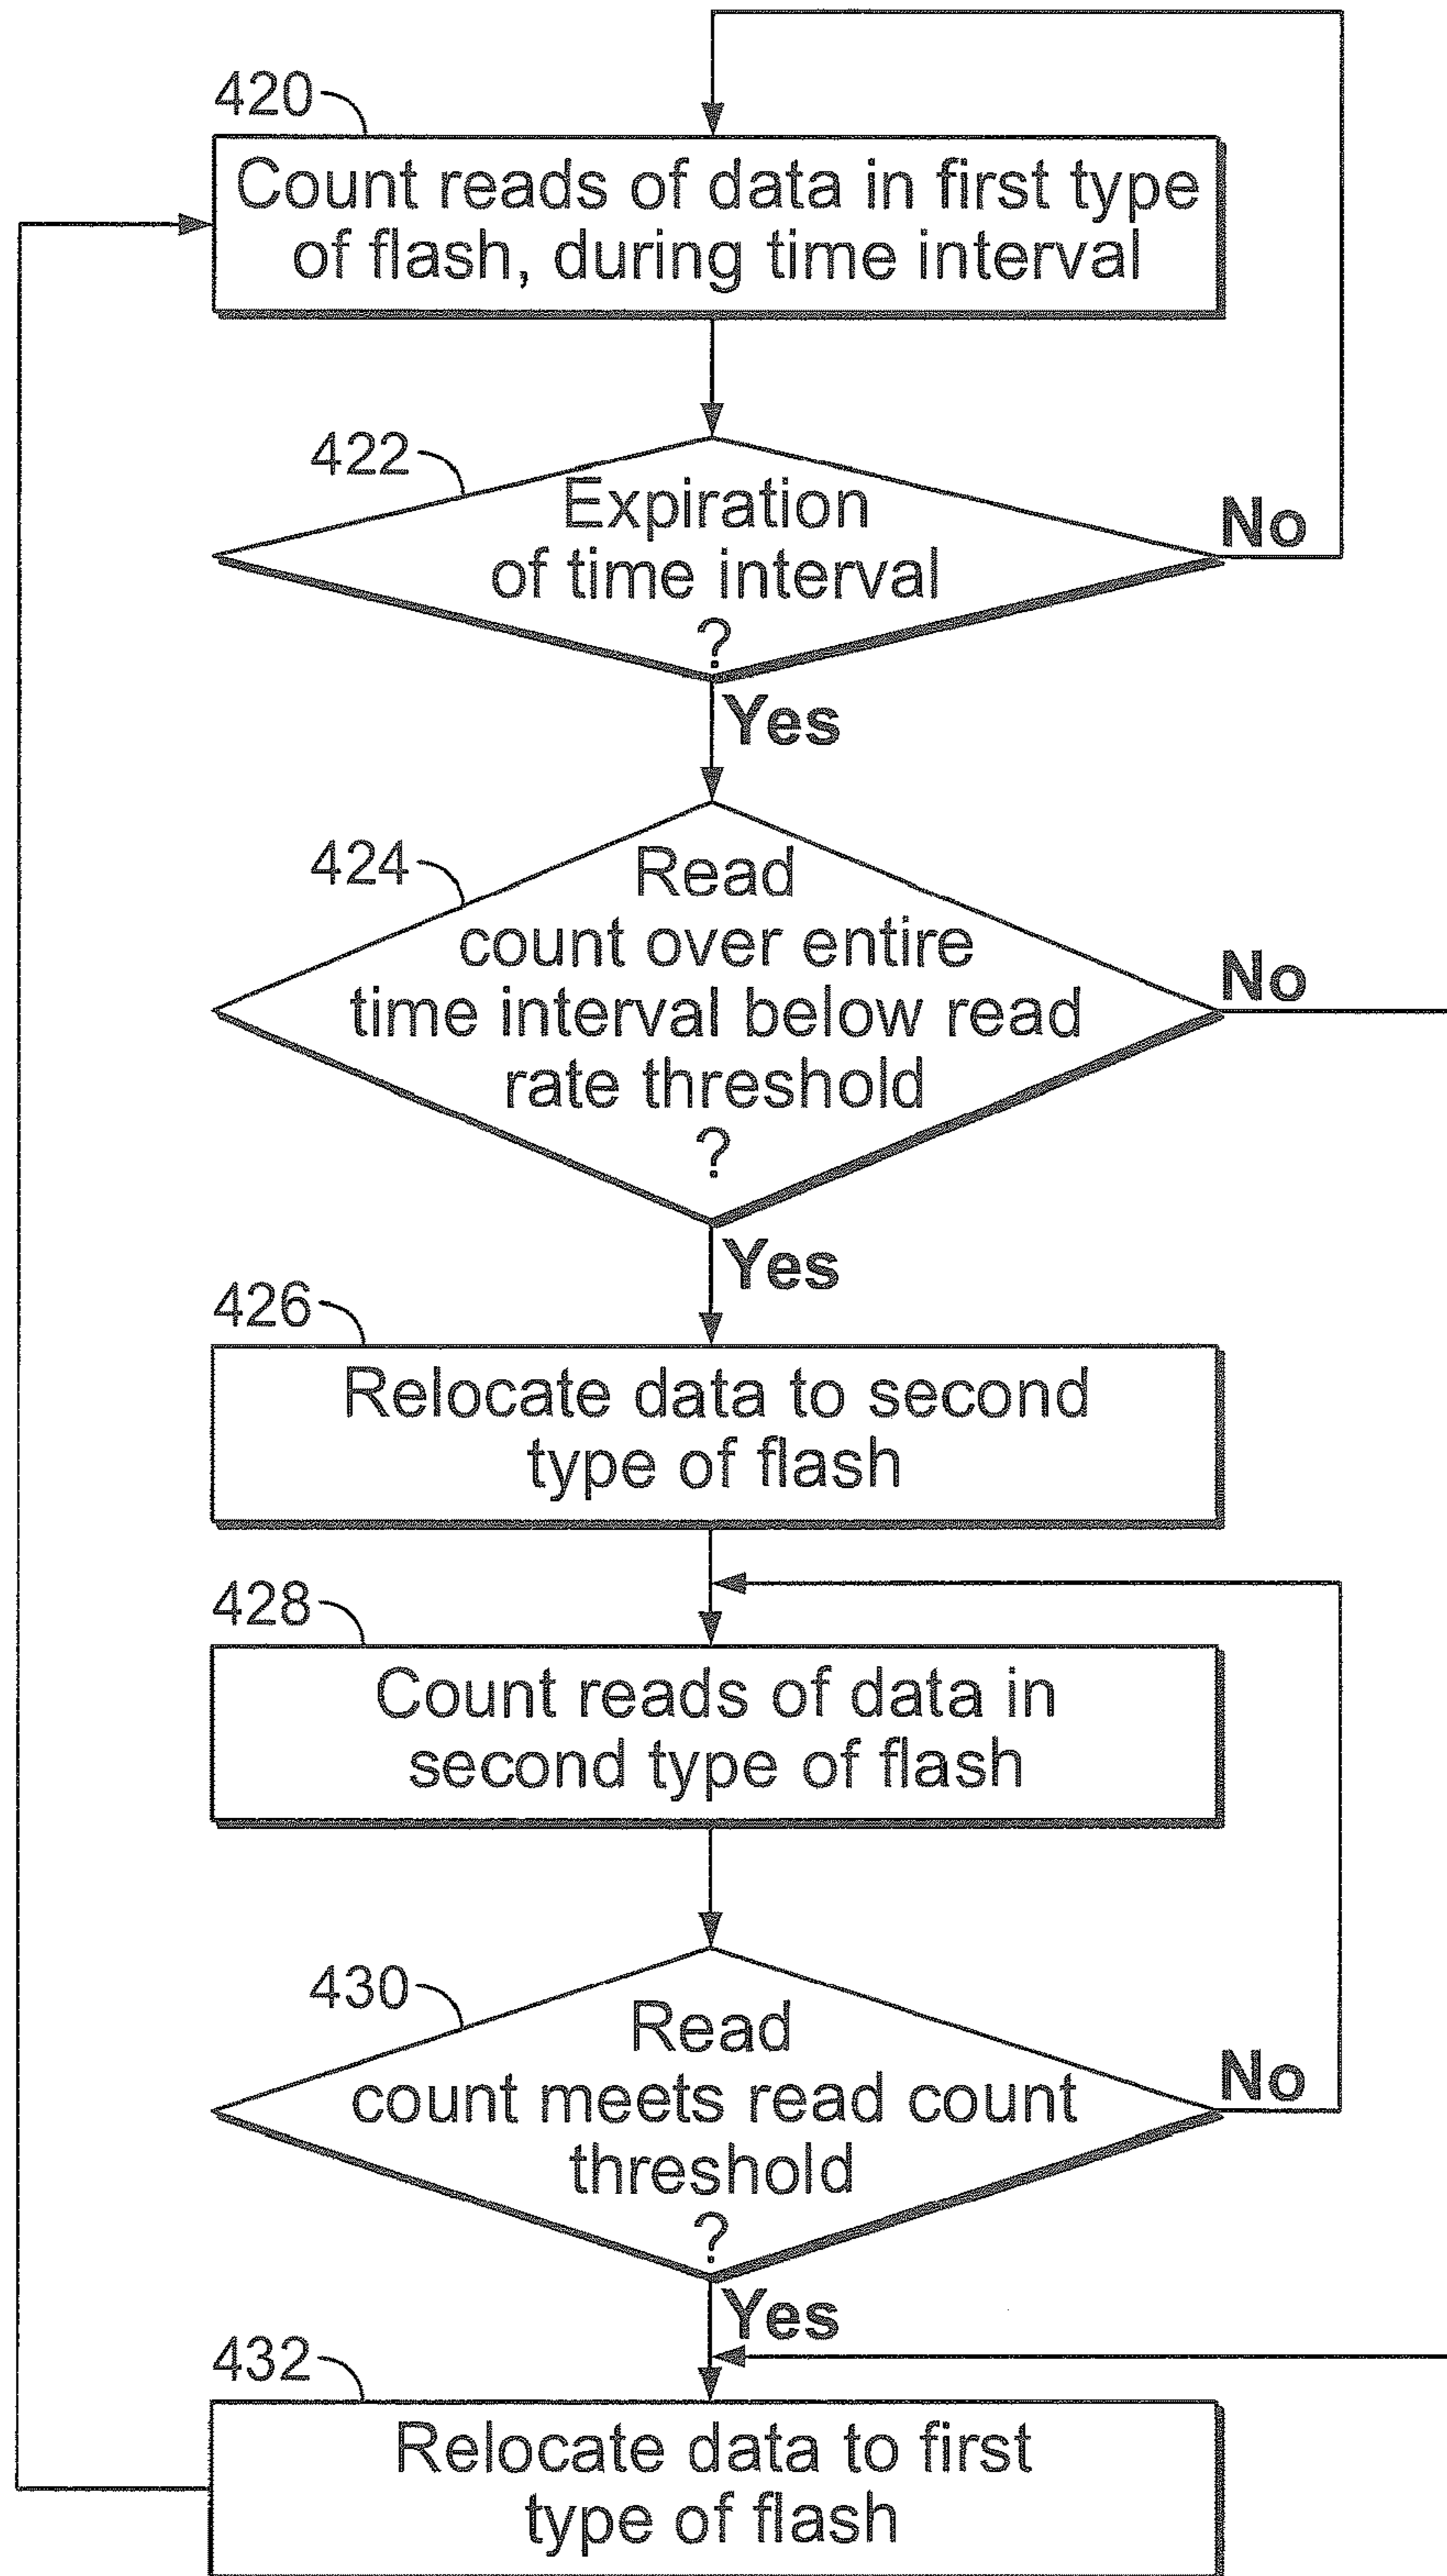 420
Count reads of data in first type
of flash, during time interval
422
Expiration
of time interval
?
No
Yes
424
Read
count over entire
time interval below read
rate threshold
?
No
Yes
426
Relocate data to second
type of flash
428
Count reads of data in
second type of flash
430
Read
count meets read count
threshold
?
No
Yes
432
Relocate data to first
type of flash